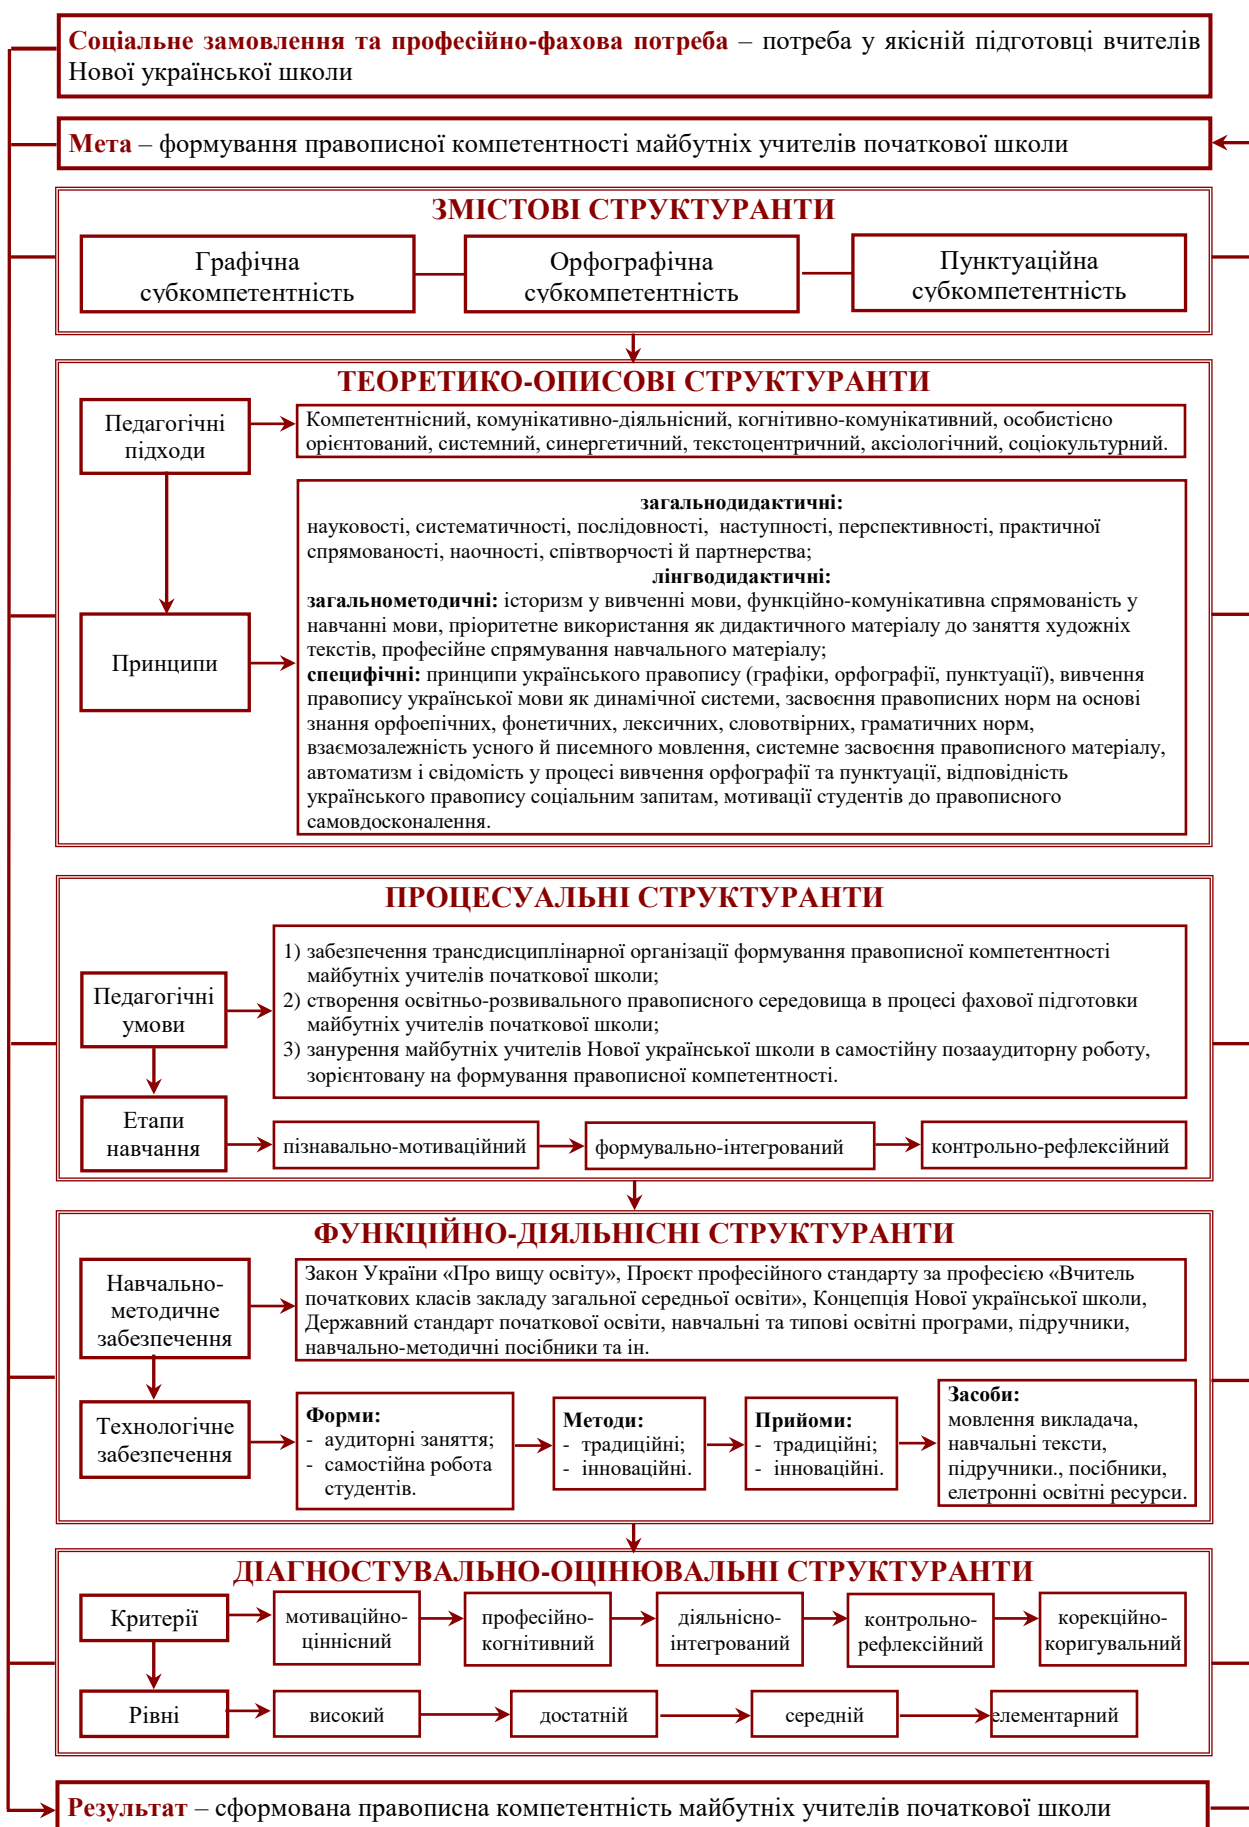 Соціальне замовлення та професійно-фахова потреба – потреба у якісній підготовці вчителів
Нової української школи
Мета – формування правописної компетентності майбутніх учителів початкової школи
ЗМІСТОВІ СТРУКТУРАНТИ
Графічна
субкомпетентність
Орфографічна
субкомпетентність
Пунктуаційна
субкомпетентність
ТЕОРЕТИКО-ОПИСОВІ СТРУКТУРАНТИ
Педагогічні
підходи
Компетентнісний, комунікативно-діяльнісний, когнітивно-комунікативний, особистісно
орієнтований, системний, синергетичний, текстоцентричний, аксіологічний, соціокультурний.
Принципи
загальнодидактичні:
науковості, систематичності, послідовності, наступності, перспективності, практичної
спрямованості, наочності, співтворчості й партнерства;
лінгводидактичні:
загальнометодичні: історизм у вивченні мови, функційно-комунікативна спрямованість у
навчанні мови, пріоритетне використання як дидактичного матеріалу до заняття художніх
текстів, професійне спрямування навчального матеріалу;
специфічні: принципи українського правопису (графіки, орфографії, пунктуації), вивчення
правопису української мови як динамічної системи, засвоєння правописних норм на основі
знання орфоепічних, фонетичних, лексичних, словотвірних, граматичних норм,
взаємозалежність усного й писемного мовлення, системне засвоєння правописного матеріалу,
автоматизм і свідомість у процесі вивчення орфографії та пунктуації, відповідність
українського правопису соціальним запитам, мотивації студентів до правописного
самовдосконалення.
ПРОЦЕСУАЛЬНІ СТРУКТУРАНТИ
Педагогічні
умови
1) забезпечення трансдисциплінарної організації формування правописної компетентності
майбутніх учителів початкової школи;
2) створення освітньо-розвивального правописного середовища в процесі фахової підготовки
майбутніх учителів початкової школи;
3) занурення майбутніх учителів Нової української школи в самостійну позааудиторну роботу,
зорієнтовану на формування правописної компетентності.
Етапи
навчання
пізнавально-мотиваційний
формувально-інтегрований
контрольно-рефлексійний
ФУНКЦІЙНО-ДІЯЛЬНІСНІ СТРУКТУРАНТИ
Навчально-
методичне
забезпечення
Закон України «Про вищу освіту», Проєкт професійного стандарту за професією «Вчитель
початкових класів закладу загальної середньої освіти», Концепція Нової української школи,
Державний стандарт початкової освіти, навчальні та типові освітні програми, підручники,
навчально-методичні посібники та ін.
Технологічне
забезпечення
Форми:
- аудиторні заняття;
- самостійна робота
студентів.
Методи:
- традиційні;
- інноваційні.
Прийоми:
- традиційні;
- інноваційні.
Засоби:
мовлення викладача,
навчальні тексти,
підручники., посібники,
елетронні освітні ресурси.
ДІАГНОСТУВАЛЬНО-ОЦІНЮВАЛЬНІ СТРУКТУРАНТИ
Критерії
мотиваційно-
ціннісний
професійно-
когнітивний
діяльнісно-
інтегрований
контрольно-
рефлексійний
корекційно-
коригувальний
Рівні
високий
достатній
середній
елементарний
Результат – сформована правописна компетентність майбутніх учителів початкової школи